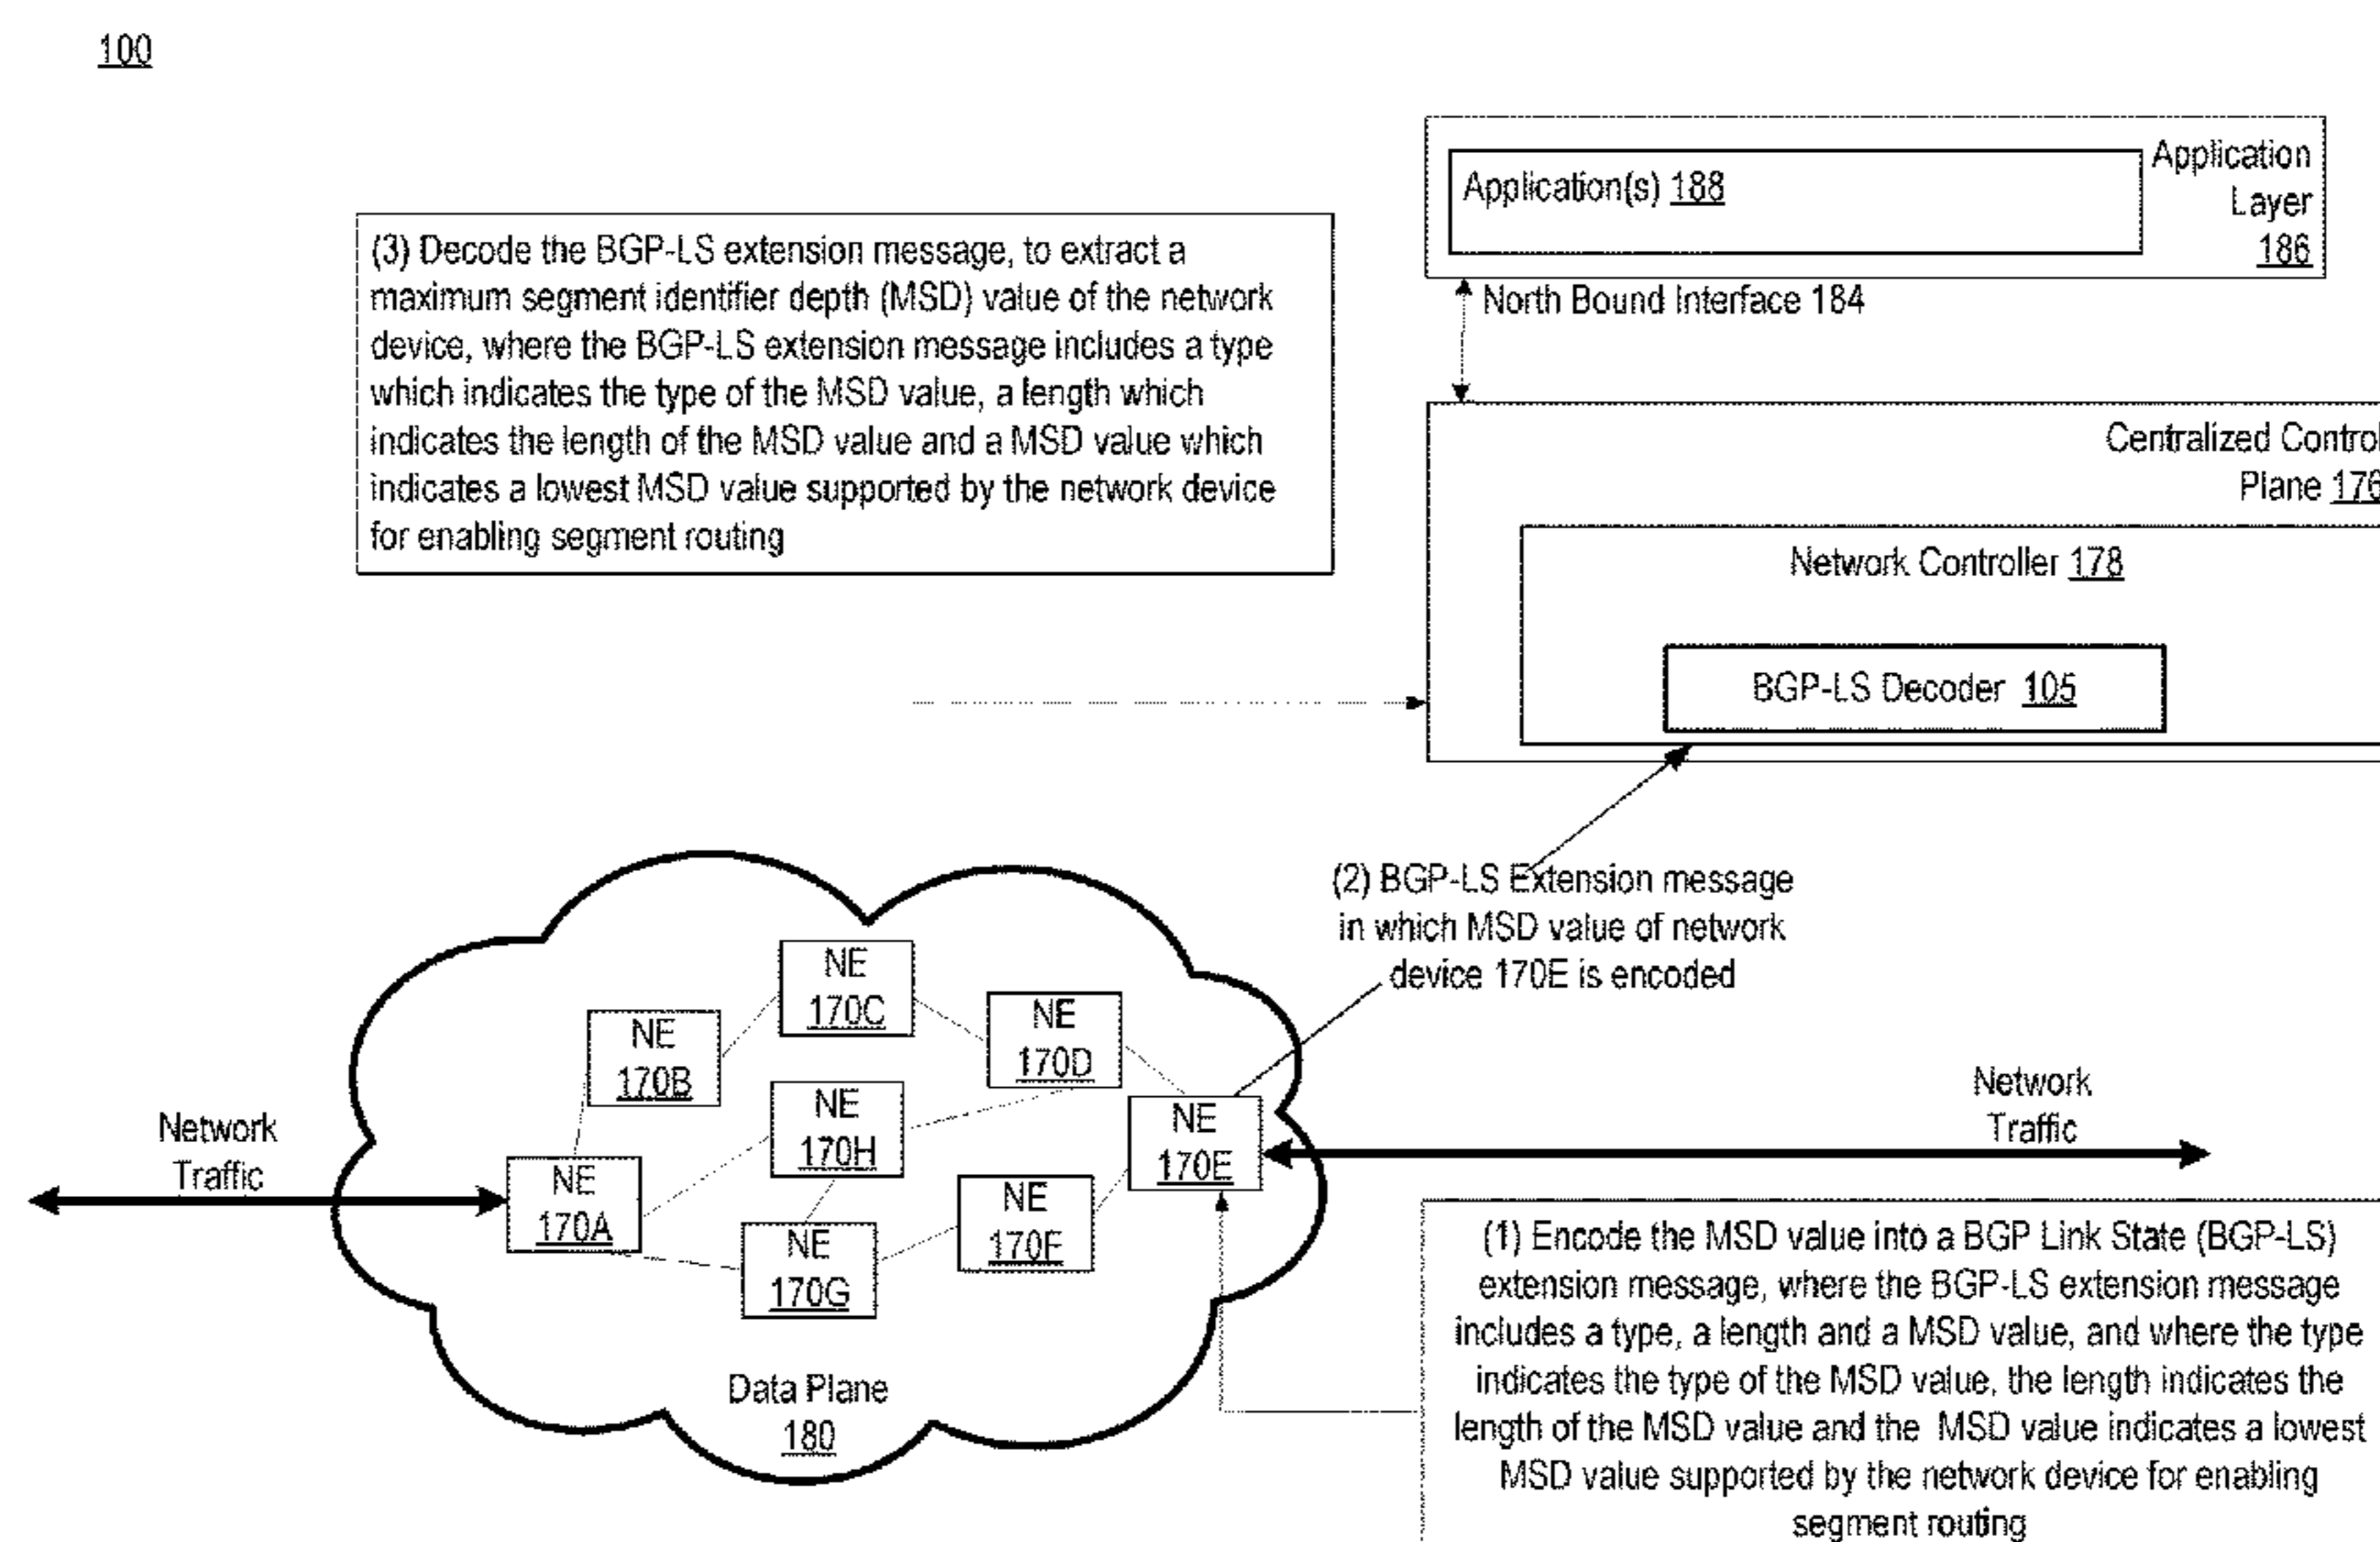 100
Application(s) 188
Application
Layer
186
(3) Decode the BGP-LS extension message, to extract a
maximum segment identifier depth (MSD) value of the network
device, where the BGP-LS extension message includes a type
which indicates the type of the MSD value, a length which
indicates the length of the MSD value and a MSD value which
indicates a lowest MSD value supported by the network device
for enabling segment routing
North Bound Interface 184
Centralized Control
Plane 176
Network Controller 178
BGP-LS Decoder 105
(2) BGP-LS Extension message
in which MSD value of network
device 170E is encoded
NE
170C
NE
170B
NE
170D
NE
170H
NE
170E
NE
170A
NE
170F
NE
170G
Network
Traffic
Network
Traffic
Data Plane
180
(1) Encode the MSD value into a BGP Link State (BGP-LS)
extension message, where the BGP-LS extension message
includes a type, a length and a MSD value, and where the type
indicates the type of the MSD value, the length indicates the
length of the MSD value and the MSD value indicates a lowest
MSD value supported by the network device for enabling
segment routing